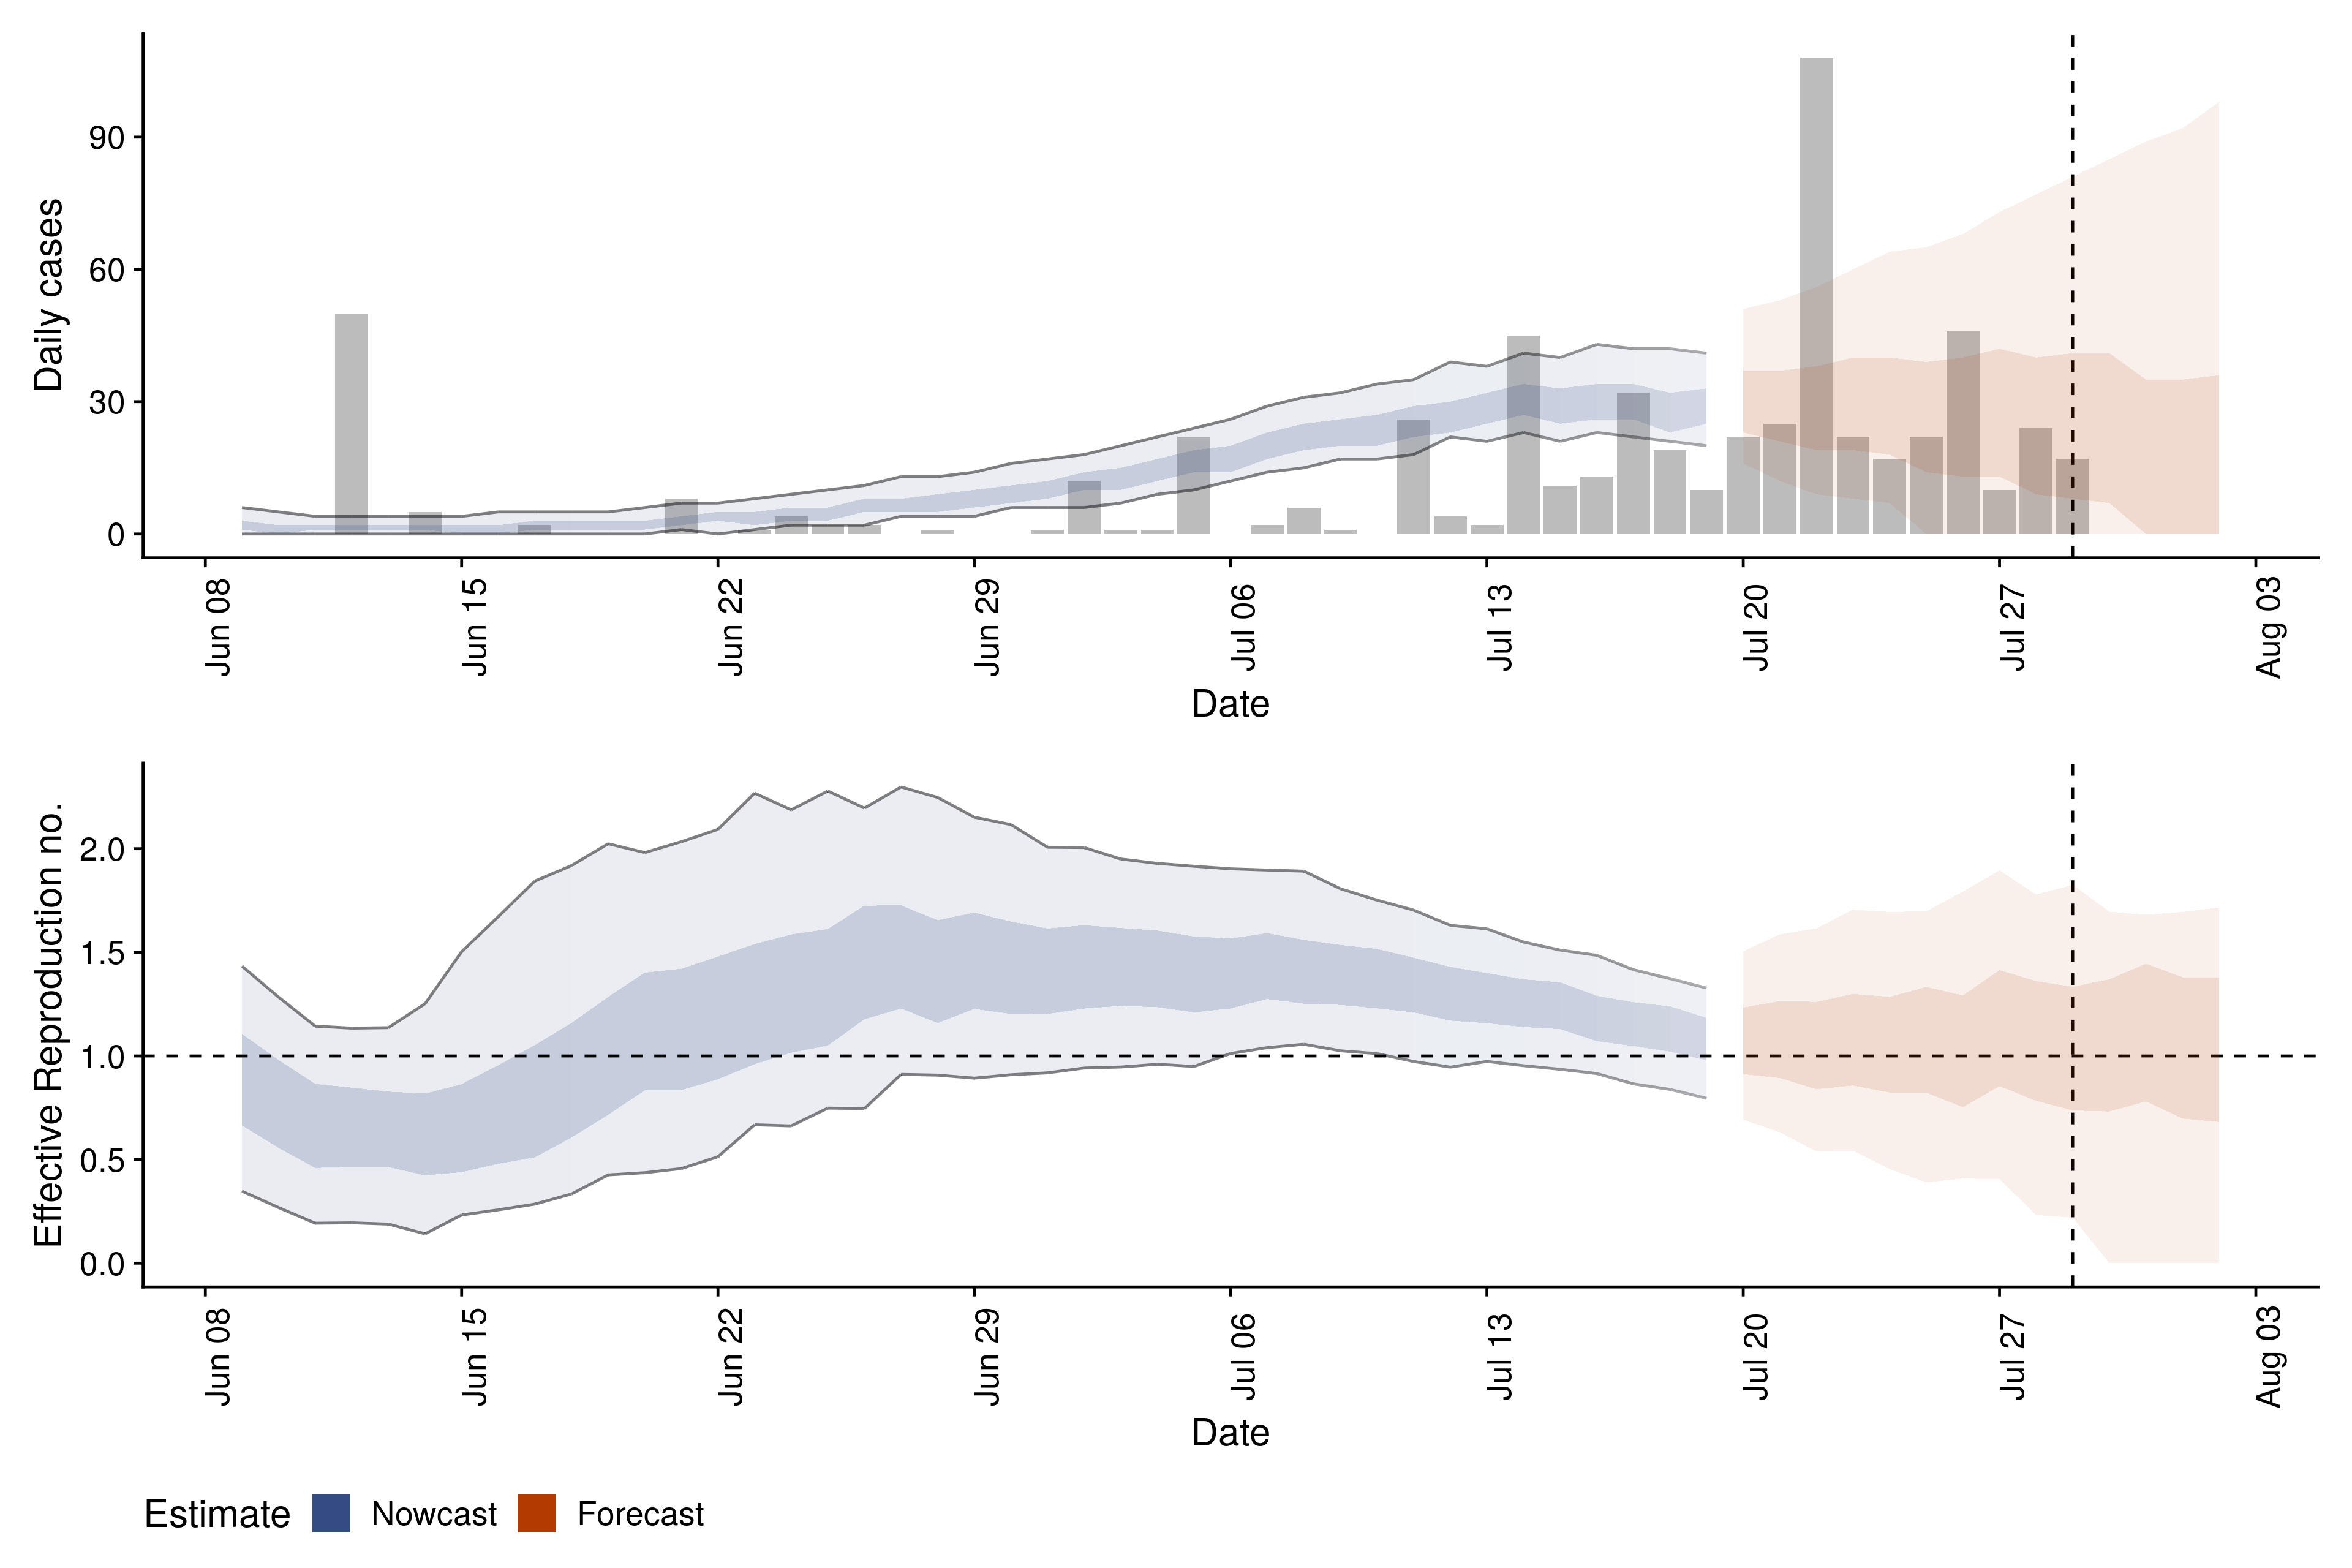 Daily cases
90
60
30
0
Jun 08
Jun 15
Jun 22
Jun 29
Jul 06
Jul 13
Jul 20
Jul 27
Aug 03
Date
Effective Reproduction no.
2.0
1.5
1.0
0.5
0.0
Jun 08
Jun 15
Jun 22
Jun 29
Jul 06
Jul 13
Jul 20
Jul 27
Aug 03
Date
Estimate Nowcast Forecast